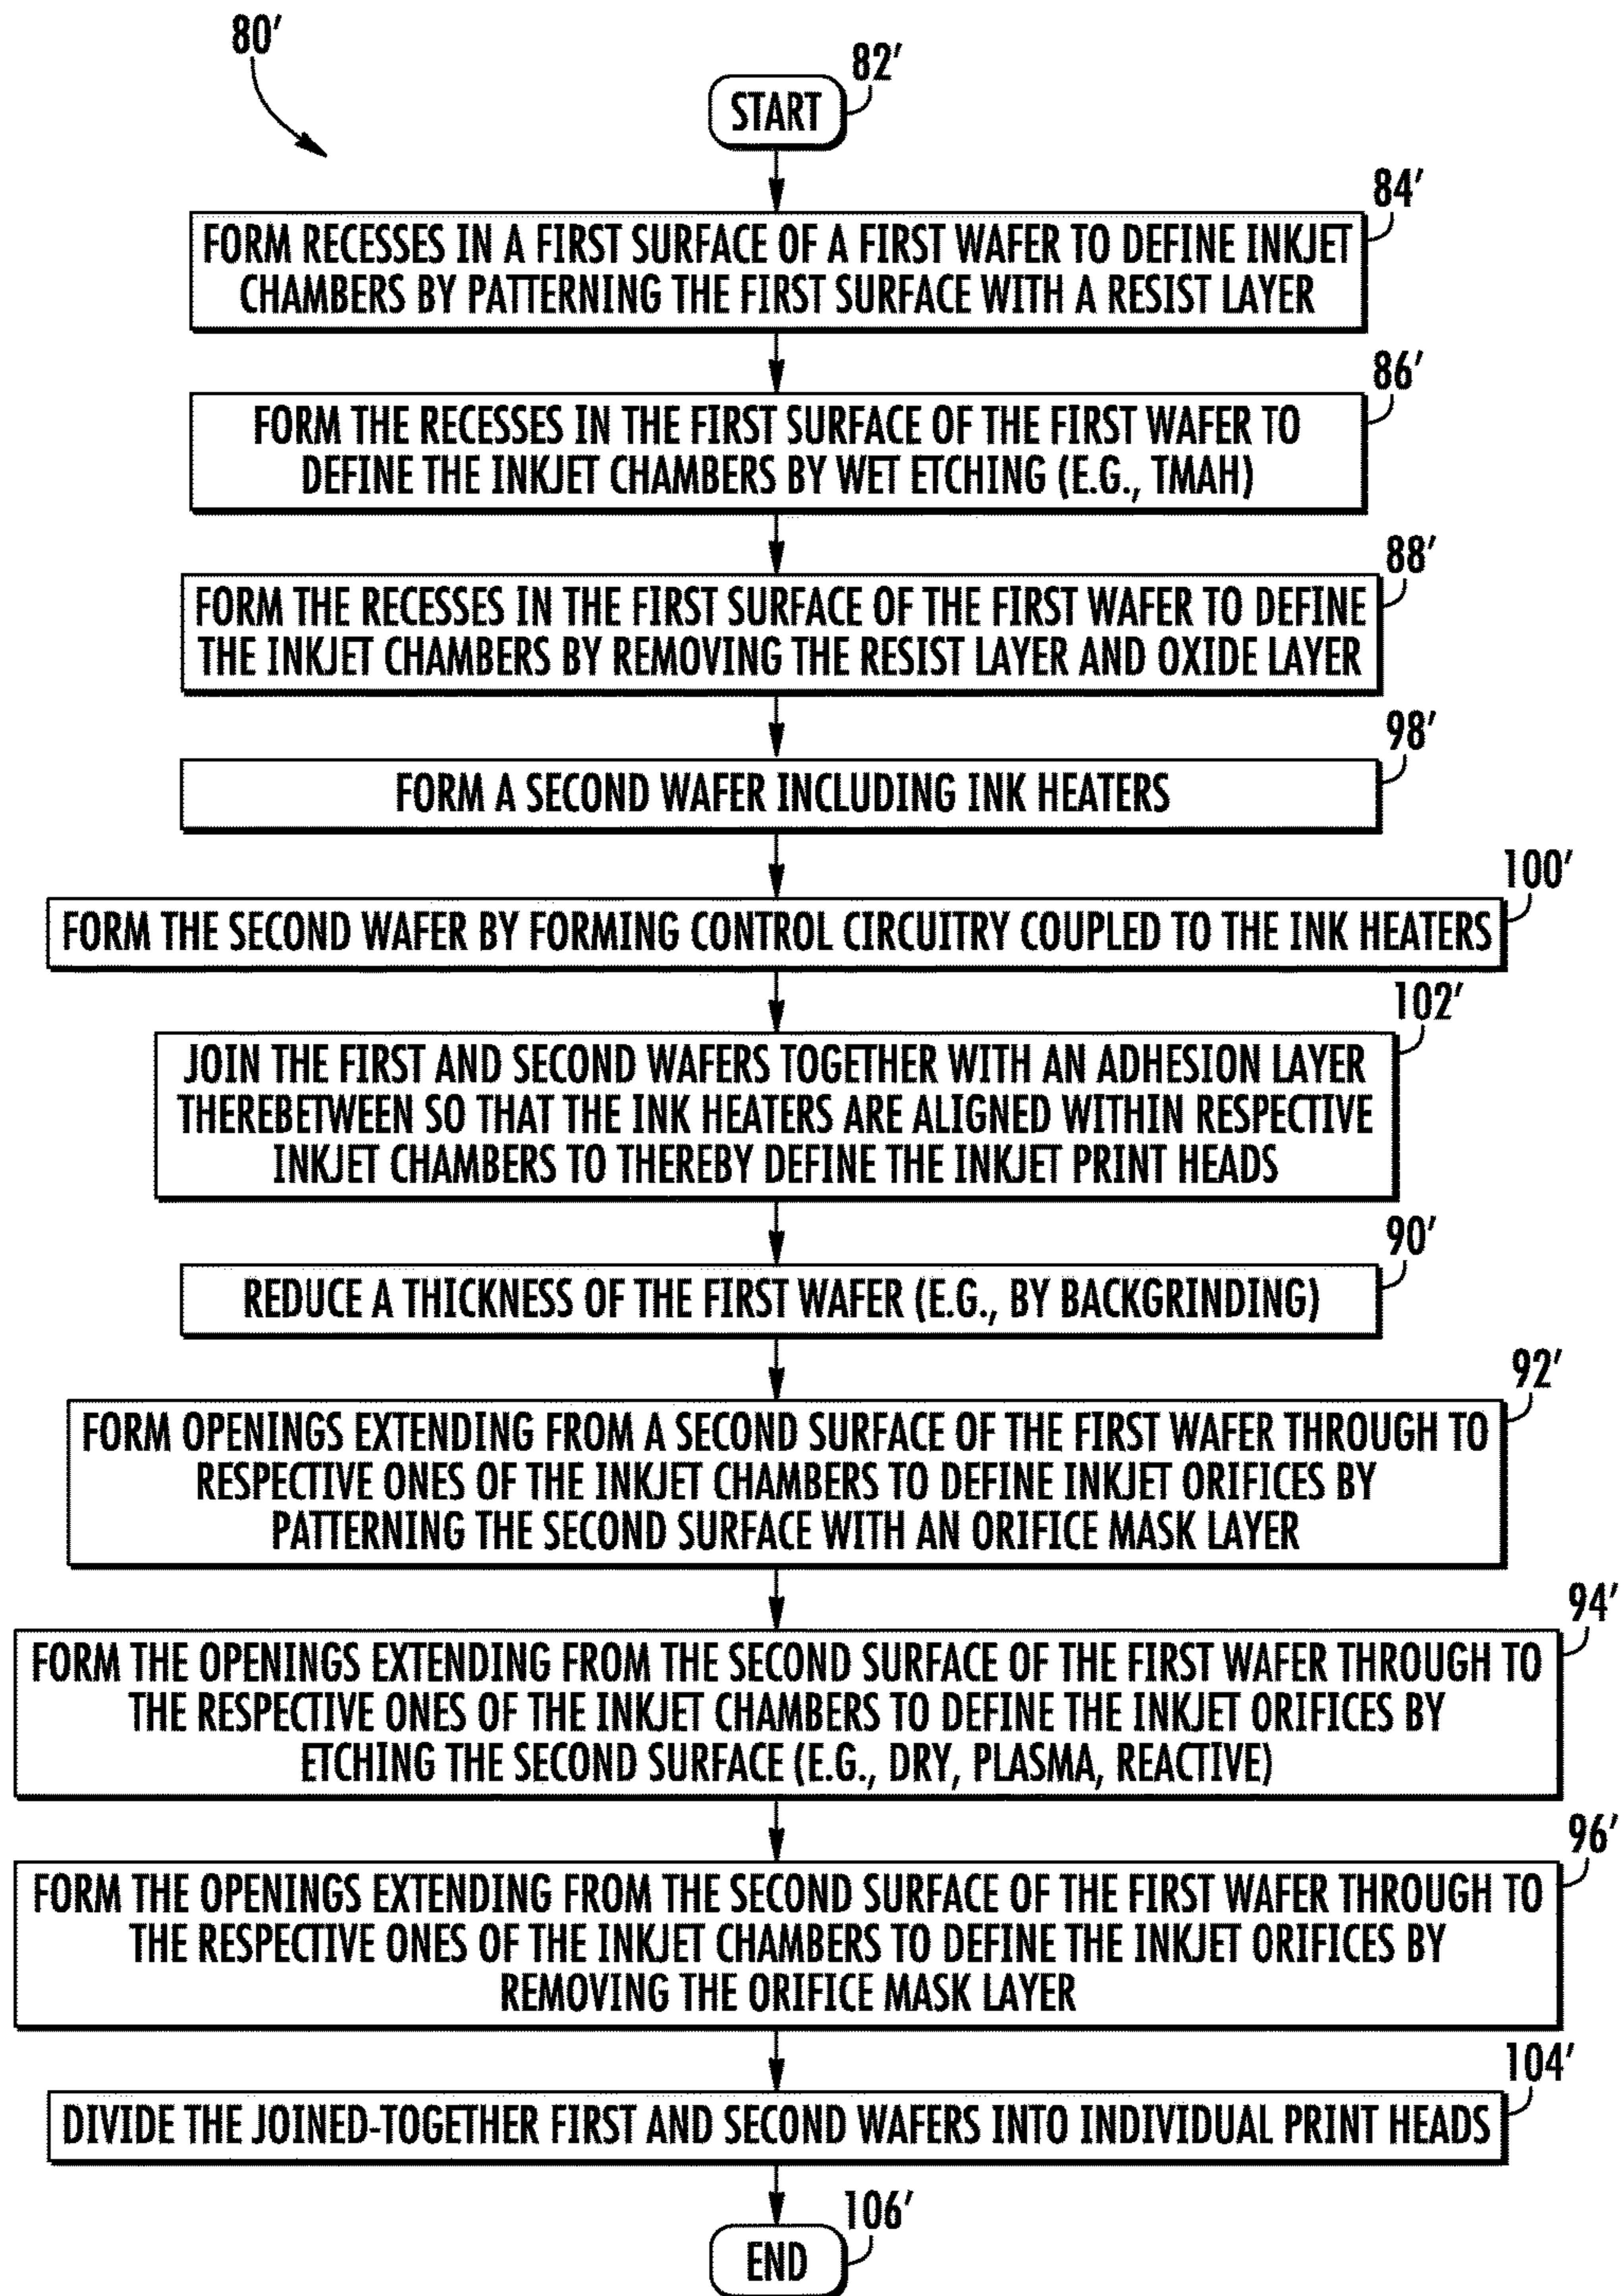 80'
82'
START
84'
FORM RECESSES IN A FIRST SURFACE OF A FIRST WAFER TO DEFINE INKJET
CHAMBERS BY PATTERNING THE FIRST SURFACE WITH A RESIST LAYER
86'
FORM THE RECESSES IN THE FIRST SURFACE OF THE FIRST WAFER TO
DEFINE THE INKJET CHAMBERS BY WET ETCHING (E.G., TMAH)
88'
FORM THE RECESSES IN THE FIRST SURFACE OF THE FIRST WAFER TO DEFINE
THE INKJET CHAMBERS BY REMOVING THE RESIST LAYER AND OXIDE LAYER
98'
FORM A SECOND WAFER INCLUDING INK HEATERS
100'
FORM THE SECOND WAFER BY FORMING CONTROL CIRCUITRY COUPLED TO THE INK HEATERS
102'
JOIN THE FIRST AND SECOND WAFERS TOGETHER WITH AN ADHESION LAYER
THEREBETWEEN SO THAT THE INK HEATERS ARE ALIGNED WITHIN RESPECTIVE
INKJET CHAMBERS TO THEREBY DEFINE THE INKJET PRINT HEADS
90'
REDUCE A THICKNESS OF THE FIRST WAFER (E.G., BY BACKGRINDING)
92'
FORM OPENINGS EXTENDING FROM A SECOND SURFACE OF THE FIRST WAFER THROUGH TO
RESPECTIVE ONES OF THE INKJET CHAMBERS TO DEFINE INKJET ORIFICES BY
PATTERNING THE SECOND SURFACE WITH AN ORIFICE MASK LAYER
94'
FORM THE OPENINGS EXTENDING FROM THE SECOND SURFACE OF THE FIRST WAFER THROUGH TO
THE RESPECTIVE ONES OF THE INKJET CHAMBERS TO DEFINE THE INKJET ORIFICES BY
ETCHING THE SECOND SURFACE (E.G., DRY, PLASMA, REACTIVE)
96'
FORM THE OPENINGS EXTENDING FROM THE SECOND SURFACE OF THE FIRST WAFER THROUGH TO
THE RESPECTIVE ONES OF THE INKJET CHAMBERS TO DEFINE THE INKJET ORIFICES BY
REMOVING THE ORIFICE MASK LAYER
104'
DIVIDE THE JOINED-TOGETHER FIRST AND SECOND WAFERS INTO INDIVIDUAL PRINT HEADS
106'
END